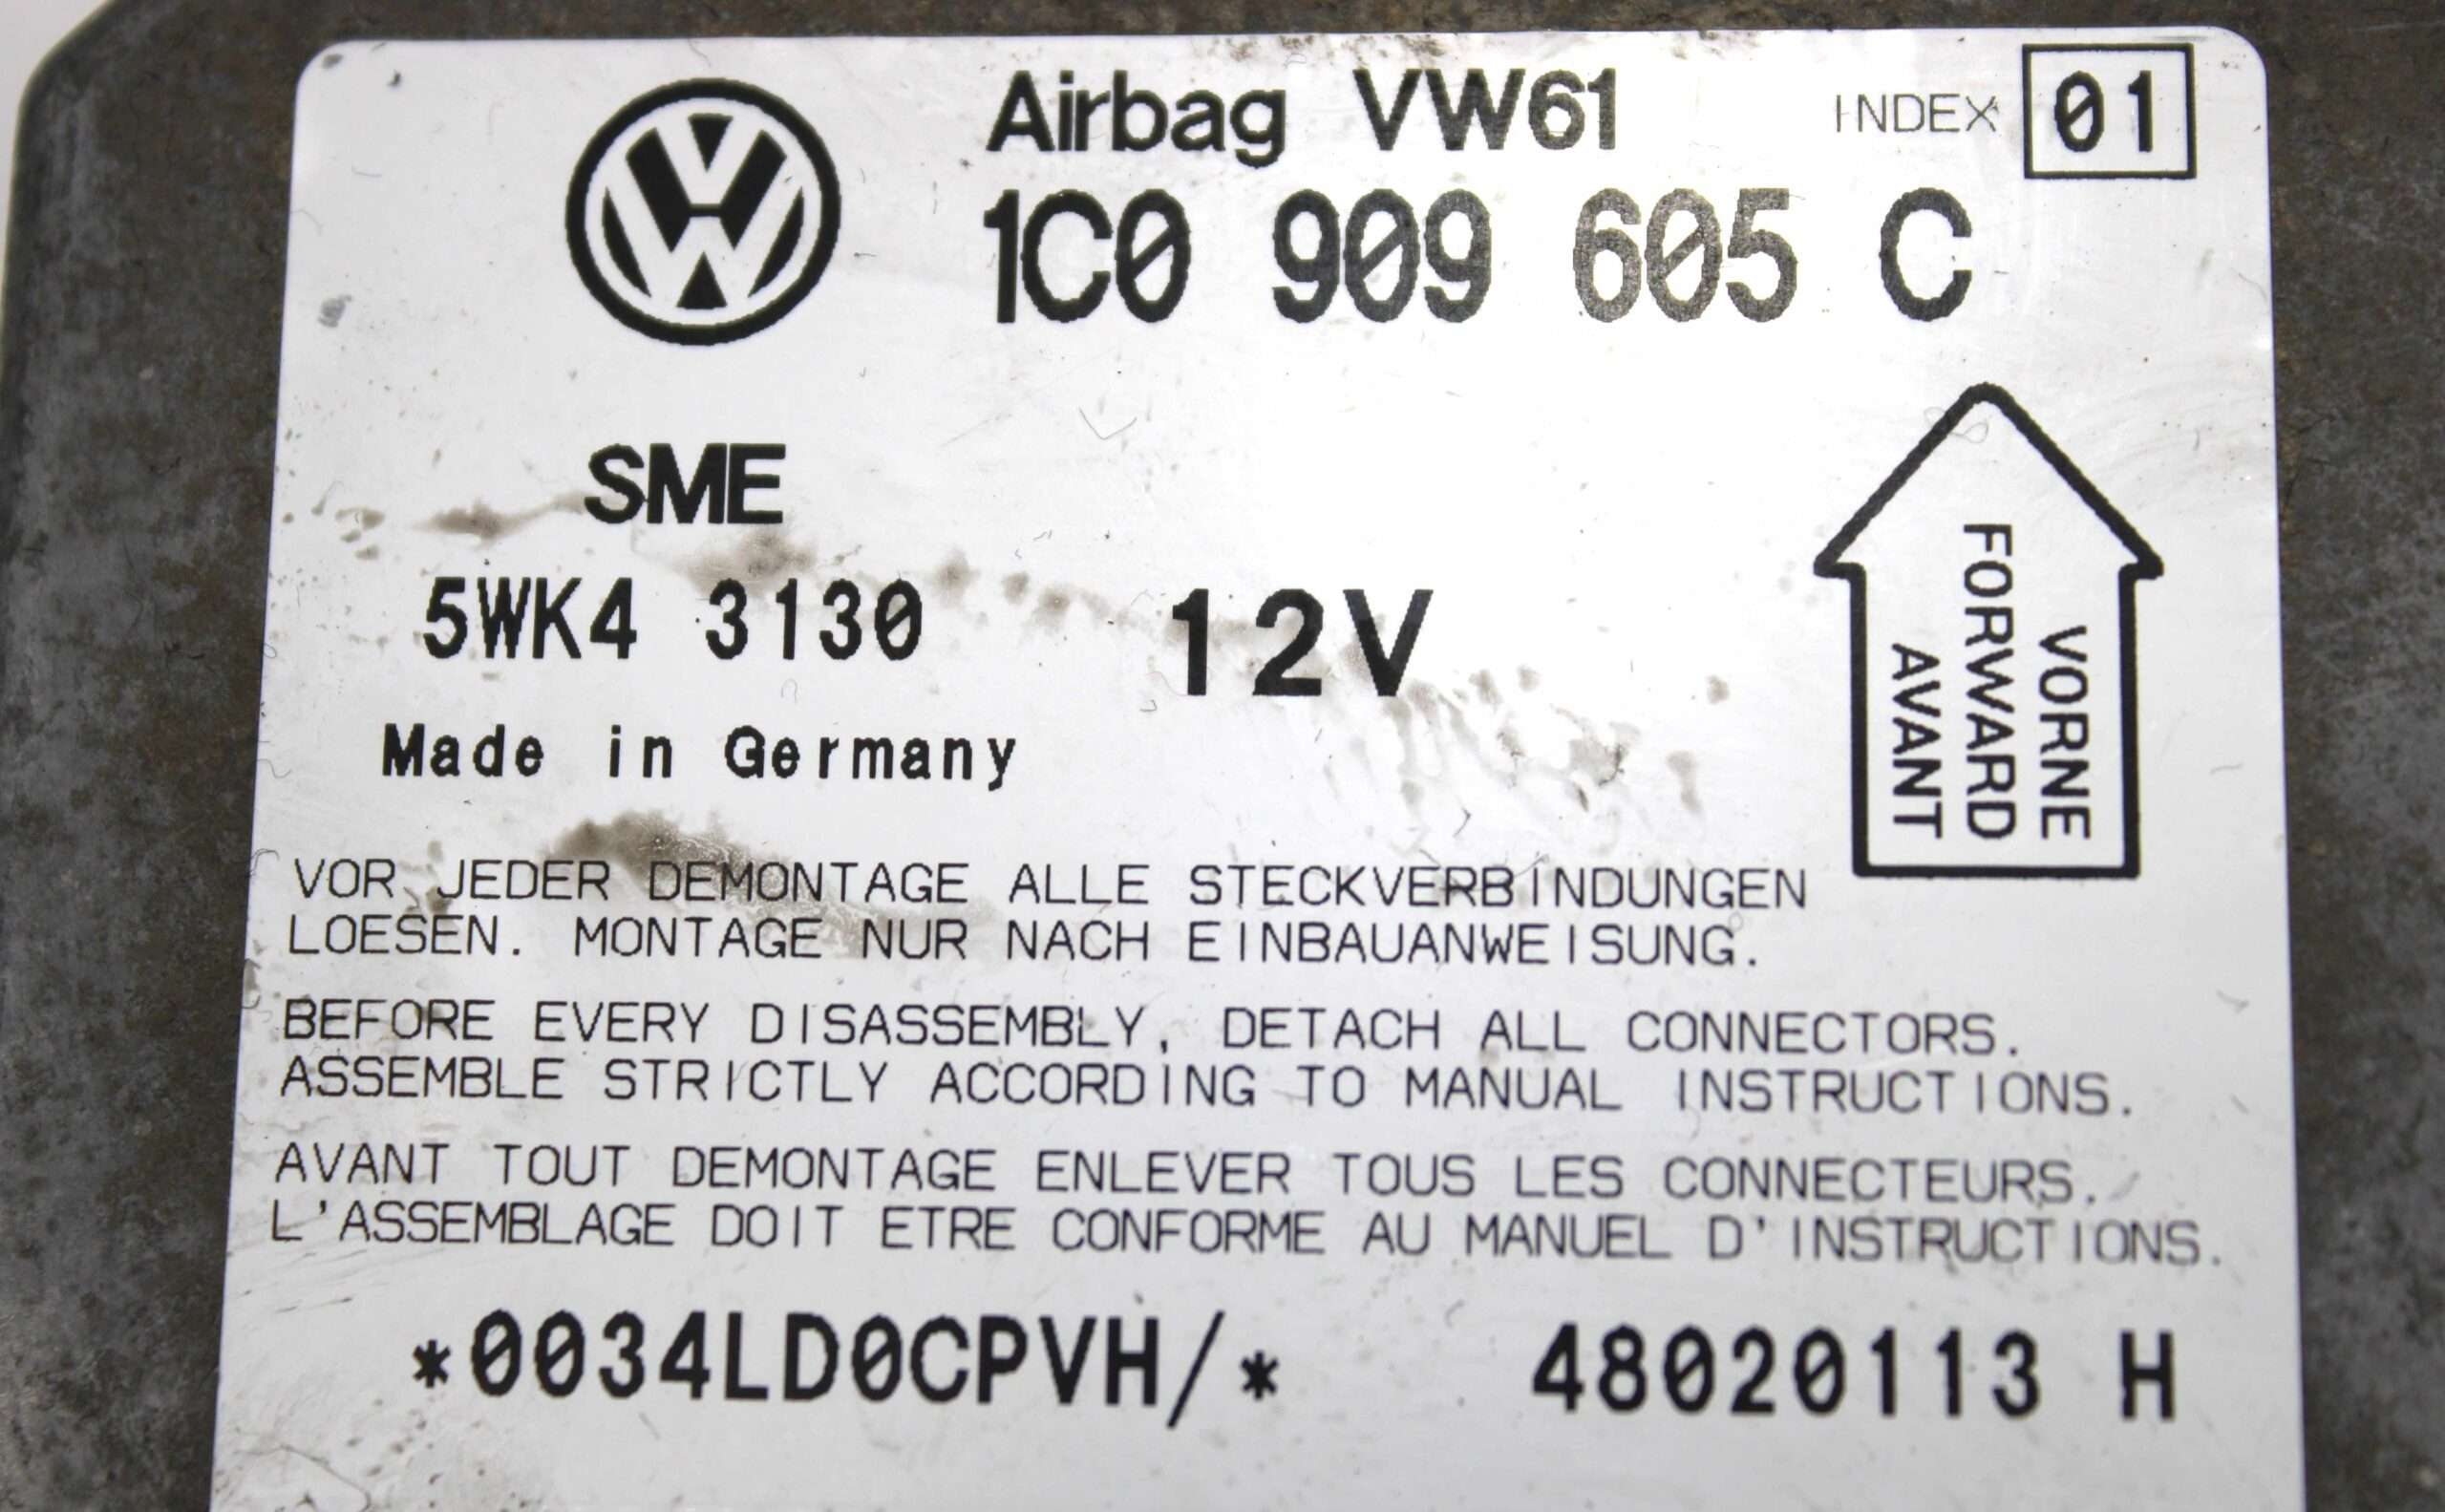 Airbag VW61 INDEX 01
1C0 909 605 C
SME
5WK4 3130 12V
Made in Germany
VORNE
FORWARD
AVANT
VOR JEDER DEMONTAGE ALLE STECKVERBINDUNGEN
LOESEN. MONTAGE NUR NACH EINBAUANWEISUNG.
BEFORE EVERY DISASSEMBLY, DETACH ALL CONNECTORS.
ASSEMBLE STRICTLY ACCORDING TO MANUAL INSTRUCTIONS.
AVANT TOUT DEMONTAGE ENLEVER TOUS LES CONNECTEURS.
L'ASSEMBLAGE DOIT ETRE CONFORME AU MANUEL D'INSTRUCTIONS.
*0034LD0CPVH/* 48020113 H